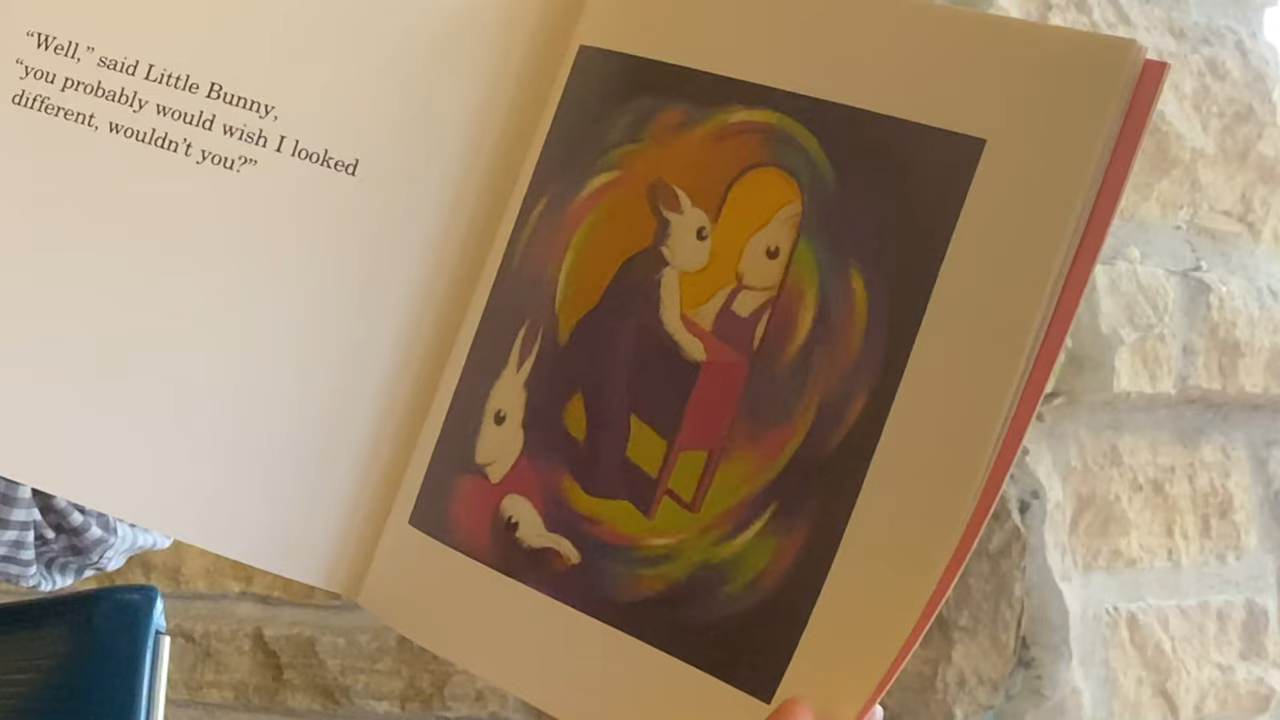 “Well,” said Little Bunny,
“you probably would wish I looked
different, wouldn’t you?”